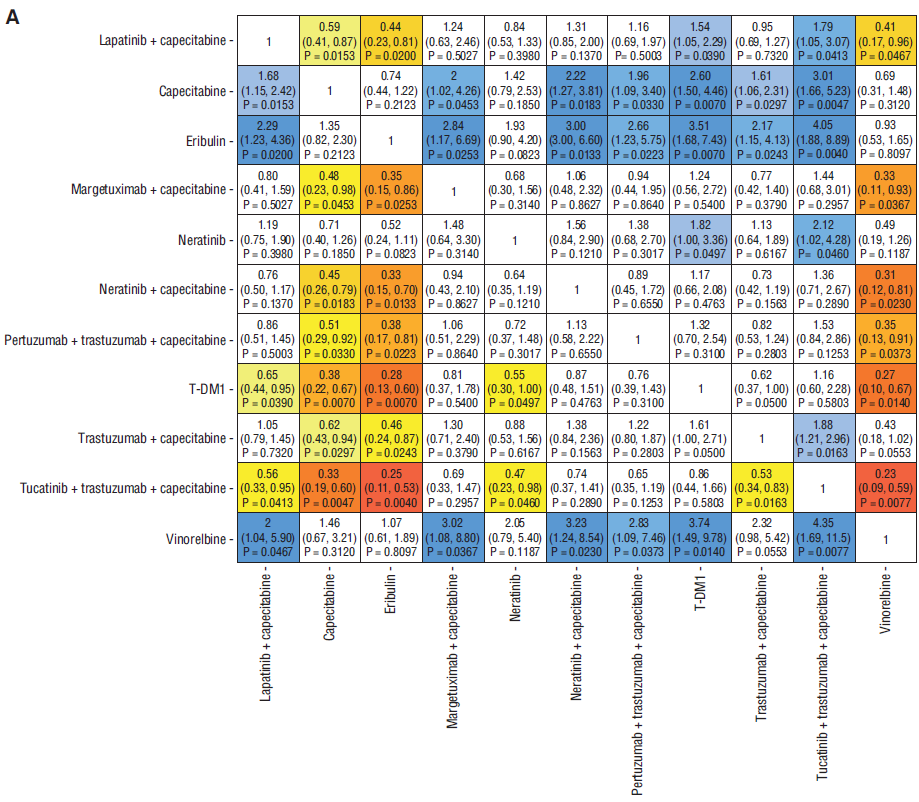 A
Lapatinib + capecitabine -
1
0.59
(0.41, 0.87)
P = 0.0153
0.44
(0.23, 0.81)
P = 0.0200
1.24
(0.63, 2.46)
P = 0.5027
0.84
(0.53, 1.33)
P = 0.3980
1.31
(0.85, 2.00)
P = 0.1370
1.16
(0.69, 1.97)
P = 0.5003
1.54
(1.05, 2.29)
P = 0.0390
0.95
(0.69, 1.27)
P = 0.7320
1.79
(1.05, 3.07)
P = 0.0413
0.41
(0.17, 0.96)
P = 0.0467
Capecitabine -
1.68
(1.15, 2.42)
P = 0.0153
1
0.74
(0.44, 1.22)
P = 0.2123
2
(1.02, 4.26)
P = 0.0453
1.42
(0.79, 2.53)
P = 0.1850
2.22
(1.27, 3.81)
P = 0.0183
1.96
(1.09, 3.40)
P = 0.0330
2.60
(1.50, 4.46)
P = 0.0070
1.61
(1.06, 2.31)
P = 0.0297
3.01
(1.66, 5.23)
P = 0.0047
0.69
(0.31, 1.48)
P = 0.3120
Eribulin -
2.29
(1.23, 4.36)
P = 0.0200
1.35
(0.82, 2.30)
P = 0.2123
1
2.84
(1.17, 6.69)
P = 0.0253
1.93
(0.90, 4.20)
P = 0.0823
3.00
(3.00, 6.60)
P = 0.0133
2.66
(1.23, 5.75)
P = 0.0223
3.51
(1.68, 7.43)
P = 0.0070
2.17
(1.15, 4.13)
P = 0.0243
4.05
(1.88, 8.89)
P = 0.0040
0.93
(0.53, 1.65)
P = 0.8097
Margetuximab + capecitabine -
0.80
(0.41, 1.59)
P = 0.5027
0.48
(0.23, 0.98)
P = 0.0453
0.35
(0.15, 0.86)
P = 0.0253
1
0.68
(0.30, 1.56)
P = 0.3140
1.06
(0.48, 2.32)
P = 0.8627
0.94
(0.44, 1.95)
P = 0.8640
1.24
(0.56, 2.72)
P = 0.5400
0.77
(0.42, 1.40)
P = 0.3790
1.44
(0.68, 3.01)
P = 0.2957
0.33
(0.11, 0.93)
P = 0.0367
Neratinib -
1.19
(0.75, 1.90)
P = 0.3980
0.71
(0.40, 1.26)
P = 0.1850
0.52
(0.24, 1.11)
P = 0.0823
1.48
(0.64, 3.30)
P = 0.3140
1
1.56
(0.84, 2.90)
P = 0.1210
1.38
(0.68, 2.70)
P = 0.3017
1.82
(1.00, 3.36)
P = 0.0497
1.13
(0.64, 1.89)
P = 0.6167
2.12
(1.02, 4.28)
P = 0.0460
0.49
(0.19, 1.26)
P = 0.1187
Neratinib + capecitabine -
0.76
(0.50, 1.17)
P = 0.1370
0.45
(0.26, 0.79)
P = 0.0183
0.33
(0.15, 0.70)
P = 0.0133
0.94
(0.43, 2.10)
P = 0.8627
0.64
(0.35, 1.19)
P = 0.1210
1
0.89
(0.45, 1.72)
P = 0.6550
1.17
(0.66, 2.08)
P = 0.4763
0.73
(0.42, 1.19)
P = 0.1563
1.36
(0.71, 2.67)
P = 0.2890
0.31
(0.12, 0.81)
P = 0.0230
Pertuzumab + trastuzumab + capecitabine -
0.86
(0.51, 1.45)
P = 0.5003
0.51
(0.29, 0.92)
P = 0.0330
0.38
(0.17, 0.81)
P = 0.0223
1.06
(0.51, 2.29)
P = 0.8640
0.72
(0.37, 1.48)
P = 0.3017
1.13
(0.58, 2.22)
P = 0.6550
1
1.32
(0.70, 2.54)
P = 0.3100
0.82
(0.53, 1.24)
P = 0.2803
1.53
(0.84, 2.86)
P = 0.1253
0.35
(0.13, 0.91)
P = 0.0373
T-DM1 -
0.65
(0.44, 0.95)
P = 0.0390
0.38
(0.22, 0.67)
P = 0.0070
0.28
(0.13, 0.60)
P = 0.0070
0.81
(0.37, 1.78)
P = 0.5400
0.55
(0.30, 1.00)
P = 0.0497
0.87
(0.48, 1.51)
P = 0.4763
0.76
(0.39, 1.43)
P = 0.3100
1
0.62
(0.37, 1.00)
P = 0.0500
1.16
(0.60, 2.28)
P = 0.5803
0.27
(0.10, 0.67)
P = 0.0140
Trastuzumab + capecitabine -
1.05
(0.79, 1.45)
P = 0.7320
0.62
(0.43, 0.94)
P = 0.0297
0.46
(0.24, 0.87)
P = 0.0243
1.30
(0.71, 2.40)
P = 0.3790
0.88
(0.53, 1.56)
P = 0.6167
1.38
(0.84, 2.36)
P = 0.1563
1.22
(0.80, 1.87)
P = 0.2803
1.61
(1.00, 2.71)
P = 0.0500
1
1.88
(1.21, 2.96)
P = 0.0163
0.43
(0.18, 1.02)
P = 0.0553
Tucatinib + trastuzumab + capecitabine -
0.56
(0.33, 0.95)
P = 0.0413
0.33
(0.19, 0.60)
P = 0.0047
0.25
(0.11, 0.53)
P = 0.0040
0.69
(0.33, 1.47)
P = 0.2957
0.47
(0.23, 0.98)
P = 0.0460
0.74
(0.37, 1.41)
P = 0.2890
0.65
(0.35, 1.19)
P = 0.1253
0.86
(0.44, 1.66)
P = 0.5803
0.53
(0.34, 0.83)
P = 0.0163
1
0.23
(0.09, 0.59)
P = 0.0077
Vinorelbine -
2
(1.04, 5.90)
P = 0.0467
1.46
(0.67, 3.21)
P = 0.3120
1.07
(0.61, 1.89)
P = 0.8097
3.02
(1.08, 8.80)
P = 0.0367
2.05
(0.79, 5.40)
P = 0.1187
3.23
(1.24, 8.54)
P = 0.0230
2.83
(1.09, 7.46)
P = 0.0373
3.74
(1.49, 9.78)
P = 0.0140
2.32
(0.98, 5.42)
P = 0.0553
4.35
(1.69, 11.5)
P = 0.0077
1
Lapatinib + capecitabine -
Capecitabine -
Eribulin -
Margetuximab + capecitabine -
Neratinib -
Neratinib + capecitabine -
Pertuzumab + trastuzumab + capecitabine -
T-DM1 -
Trastuzumab + capecitabine -
Tucatinib + trastuzumab + capecitabine -
Vinorelbine -